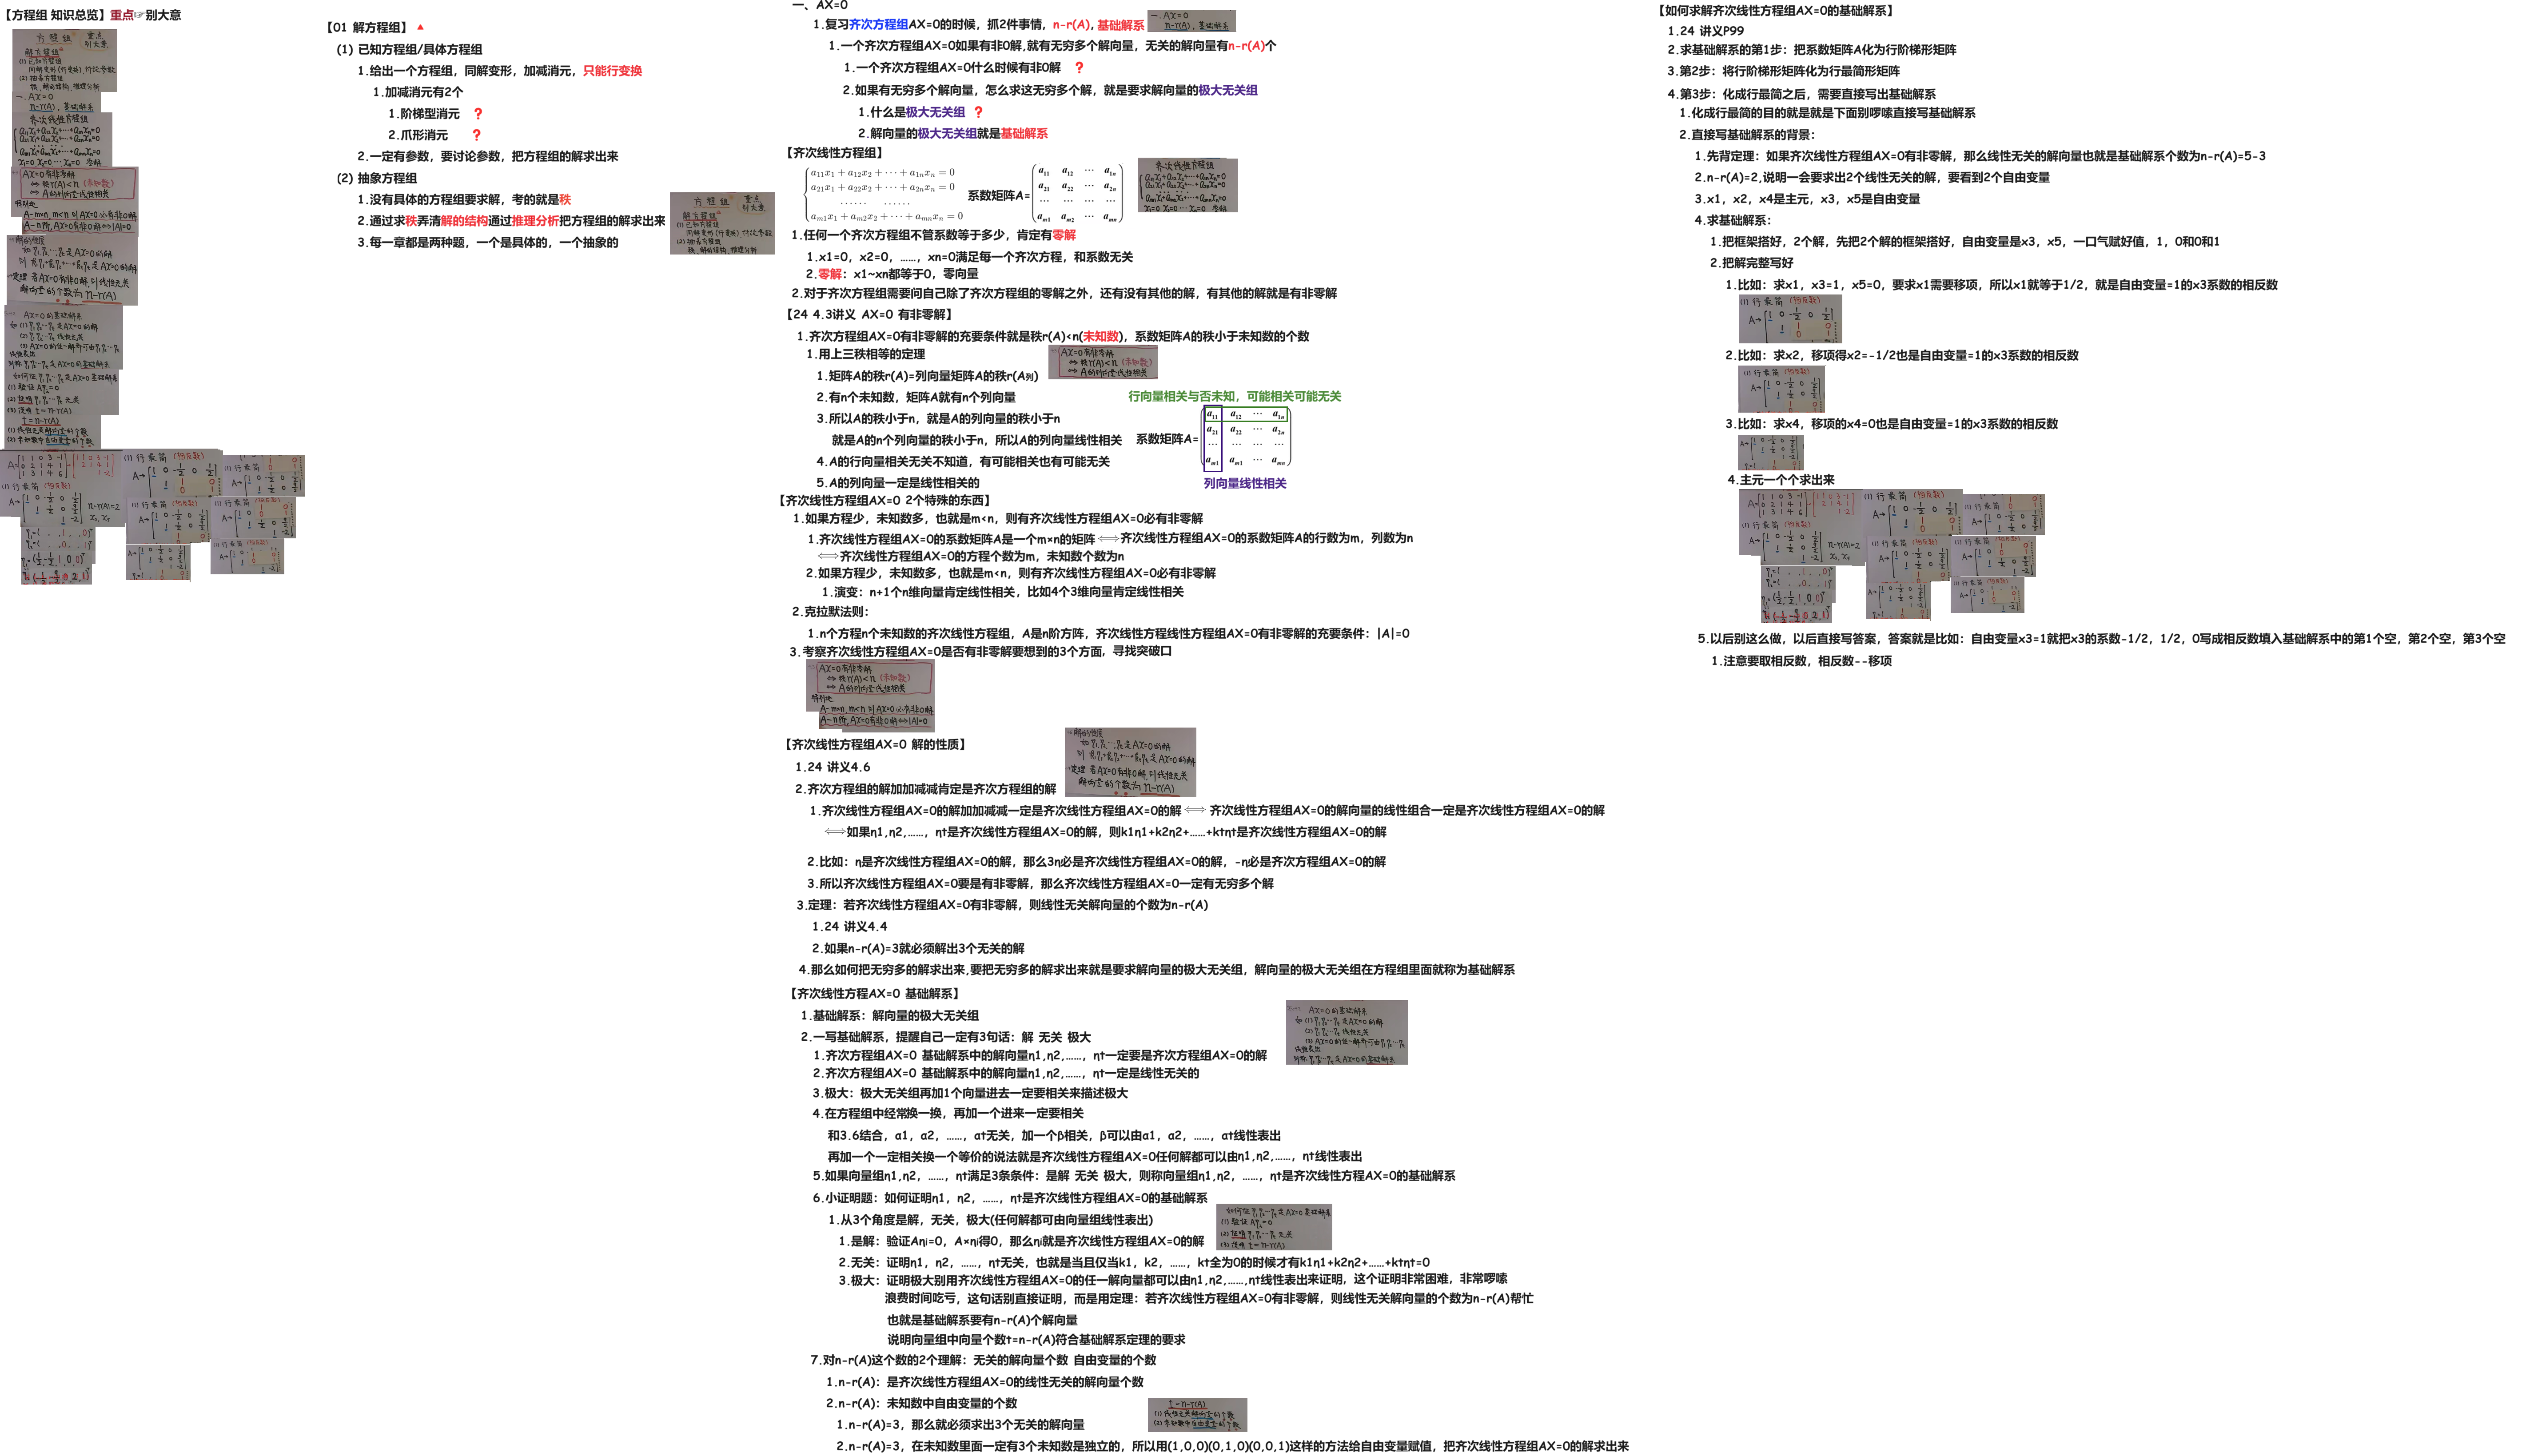 【方程组 知识总览】重点☞别大意
【01 解方程组】
(1) 已知方程组/具体方程组
1.给出一个方程组，同解变形，加减消元，只能行变换
1.加减消元有2个
1.阶梯型消元 ？
2.爪形消元 ？
2.一定有参数，要讨论参数，把方程组的解求出来
(2) 抽象方程组
1.没有具体的方程组要求解，考的就是秩
2.通过求秩弄清解的结构通过推理分析把方程组的解求出来
3.每一章都是两种题，一个是具体的，一个抽象的
一、AX=0
1.复习齐次方程组AX=0的时候，抓2件事情，n-r(A)，基础解系
1.一个齐次方程组AX=0如果有非0解,就有无穷多个解向量，无关的解向量有n-r(A)个
1.一个齐次方程组AX=0什么时候有非0解 ？
2.如果有无穷多个解向量，怎么求这无穷多个解，就是要求解向量的极大无关组
1.什么是极大无关组 ？
2.解向量的极大无关组就是基础解系
【齐次线性方程组】
a11x1 + a12x2 + ··· + a1nxn = 0
a21x1 + a22x2 + ··· + a2nxn = 0
······ ······
am1x1 + am2x2 + ··· + amnxn = 0
系数矩阵A=
a11 a12 ··· a1n
a21 a22 ··· a2n
··· ··· ··· ···
am1 am2 ··· amn
1.任何一个齐次方程组不管系数等于多少，肯定有零解
1.x1=0，x2=0，……，xn=0满足每一个齐次方程，和系数无关
2.零解：x1~xn都等于0，零向量
2.对于齐次方程组需要问自己除了齐次方程组的零解之外，还有没有其他的解，有其他的解就是有非零解
【24 4.3讲义 AX=0 有非零解】
1.齐次方程组AX=0有非零解的充要条件就是秩r(A)<n(未知数)，系数矩阵A的秩小于未知数的个数
1.用上三秩相等的定理
1.矩阵A的秩r(A)=列向量矩阵A的秩r(A列)
2.有n个未知数，矩阵A就有n个列向量
3.所以A的秩小于n，就是A的列向量的秩小于n
就是A的n个列向量的秩小于n，所以A的列向量线性相关
4.A的行向量相关无关不知道，有可能相关也有可能无关
5.A的列向量一定是线性相关的
行向量相关与否未知，可能相关可能无关
系数矩阵A=
a11 a12 ··· a1n
a21 a22 ··· a2n
··· ··· ··· ···
am1 am1 ··· amn
列向量线性相关
【齐次线性方程组AX=0 2个特殊的东西】
1.如果方程少，未知数多，也就是m<n，则有齐次线性方程组AX=0必有非零解
1.齐次线性方程组AX=0的系数矩阵A是一个m×n的矩阵⟺齐次线性方程组AX=0的系数矩阵A的行数为m，列数为n
⟺齐次线性方程组AX=0的方程个数为m，未知数个数为n
2.如果方程少，未知数多，也就是m<n，则有齐次线性方程组AX=0必有非零解
1.演变：n+1个n维向量肯定线性相关，比如4个3维向量肯定线性相关
2.克拉默法则：
1.n个方程n个未知数的齐次线性方程组，A是n阶方阵，齐次线性方程线性方程组AX=0有非零解的充要条件：|A|=0
3.考察齐次线性方程组AX=0是否有非零解要想到的3个方面，寻找突破口
AX=0有非零解
⟺ 秩r(A)<n (未知数)
⟺ A的列向量线性相关
特别地
A-m×n,m<n 则AX=0必有非0解
A-n阶,AX=0有非0解⟺|A|=0
【齐次线性方程组AX=0 解的性质】
1.24 讲义4.6
2.齐次方程组的解加加减减肯定是齐次方程组的解
1.齐次线性方程组AX=0的解加加减减一定是齐次线性方程组AX=0的解⟺ 齐次线性方程组AX=0的解向量的线性组合一定是齐次线性方程组AX=0的解
⟺如果η1,η2,……，ηt是齐次线性方程组AX=0的解，则k1η1+k2η2+……+ktηt是齐次线性方程组AX=0的解
2.比如：η是齐次线性方程组AX=0的解，那么3η必是齐次线性方程组AX=0的解，-η必是齐次方程组AX=0的解
3.所以齐次线性方程组AX=0要是有非零解，那么齐次线性方程组AX=0一定有无穷多个解
3.定理：若齐次线性方程组AX=0有非零解，则线性无关解向量的个数为n-r(A)
1.24 讲义4.4
2.如果n-r(A)=3就必须解出3个无关的解
4.那么如何把无穷多的解求出来,要把无穷多的解求出来就是要求解向量的极大无关组，解向量的极大无关组在方程组里面就称为基础解系
【齐次线性方程AX=0 基础解系】
1.基础解系：解向量的极大无关组
2.一写基础解系，提醒自己一定有3句话：解 无关 极大
1.齐次方程组AX=0 基础解系中的解向量η1,η2,……，ηt一定要是齐次方程组AX=0的解
2.齐次方程组AX=0 基础解系中的解向量η1,η2,……，ηt一定是线性无关的
3.极大：极大无关组再加1个向量进去一定要相关来描述极大
4.在方程组中经常换一换，再加一个进来一定要相关
和3.6结合，α1，α2，……，αt无关，加一个β相关，β可以由α1，α2，……，αt线性表出
再加一个一定相关换一个等价的说法就是齐次线性方程组AX=0任何解都可以由η1,η2,……，ηt线性表出
5.如果向量组η1,η2，……，ηt满足3条条件：是解 无关 极大，则称向量组η1,η2，……，ηt是齐次线性方程AX=0的基础解系
6.小证明题：如何证明η1，η2，……，ηt是齐次线性方程组AX=0的基础解系
1.从3个角度是解，无关，极大(任何解都可由向量组线性表出)
1.是解：验证Aηi=0，A×ηi得0，那么ηi就是齐次线性方程组AX=0的解
2.无关：证明η1，η2，……，ηt无关，也就是当且仅当k1，k2，……，kt全为0的时候才有k1η1+k2η2+……+ktηt=0
3.极大：证明极大别用齐次线性方程组AX=0的任一解向量都可以由η1,η2,……,ηt线性表出来证明，这个证明非常困难，非常啰嗦
浪费时间吃亏，这句话别直接证明，而是用定理：若齐次线性方程组AX=0有非零解，则线性无关解向量的个数为n-r(A)帮忙
也就是基础解系要有n-r(A)个解向量
说明向量组中向量个数t=n-r(A)符合基础解系定理的要求
7.对n-r(A)这个数的2个理解：无关的解向量个数 自由变量的个数
1.n-r(A)：是齐次线性方程组AX=0的线性无关的解向量个数
2.n-r(A)：未知数中自由变量的个数
1.n-r(A)=3，那么就必须求出3个无关的解向量
2.n-r(A)=3，在未知数里面一定有3个未知数是独立的，所以用(1,0,0)(0,1,0)(0,0,1)这样的方法给自由变量赋值，把齐次线性方程组AX=0的解求出来
【如何求解齐次线性方程组AX=0的基础解系】
1.24 讲义P99
2.求基础解系的第1步：把系数矩阵A化为行阶梯形矩阵
3.第2步：将行阶梯形矩阵化为行最简形矩阵
4.第3步：化成行最简之后，需要直接写出基础解系
1.化成行最简的目的就是就是下面别啰嗦直接写基础解系
2.直接写基础解系的背景：
1.先背定理：如果齐次线性方程组AX=0有非零解，那么线性无关的解向量也就是基础解系个数为n-r(A)=5-3
2.n-r(A)=2,说明一会要求出2个线性无关的解，要看到2个自由变量
3.x1，x2，x4是主元，x3，x5是自由变量
4.求基础解系：
1.把框架搭好，2个解，先把2个解的框架搭好，自由变量是x3，x5，一口气赋好值，1，0和0和1
2.把解完整写好
1.比如：求x1，x3=1，x5=0，要求x1需要移项，所以x1就等于1/2，就是自由变量=1的x3系数的相反数
2.比如：求x2，移项得x2=-1/2也是自由变量=1的x3系数的相反数
3.比如：求x4，移项的x4=0也是自由变量=1的x3系数的相反数
4.主元一个个求出来
5.以后别这么做，以后直接写答案，答案就是比如：自由变量x3=1就把x3的系数-1/2，1/2，0写成相反数填入基础解系中的第1个空，第2个空，第3个空
1.注意要取相反数，相反数--移项